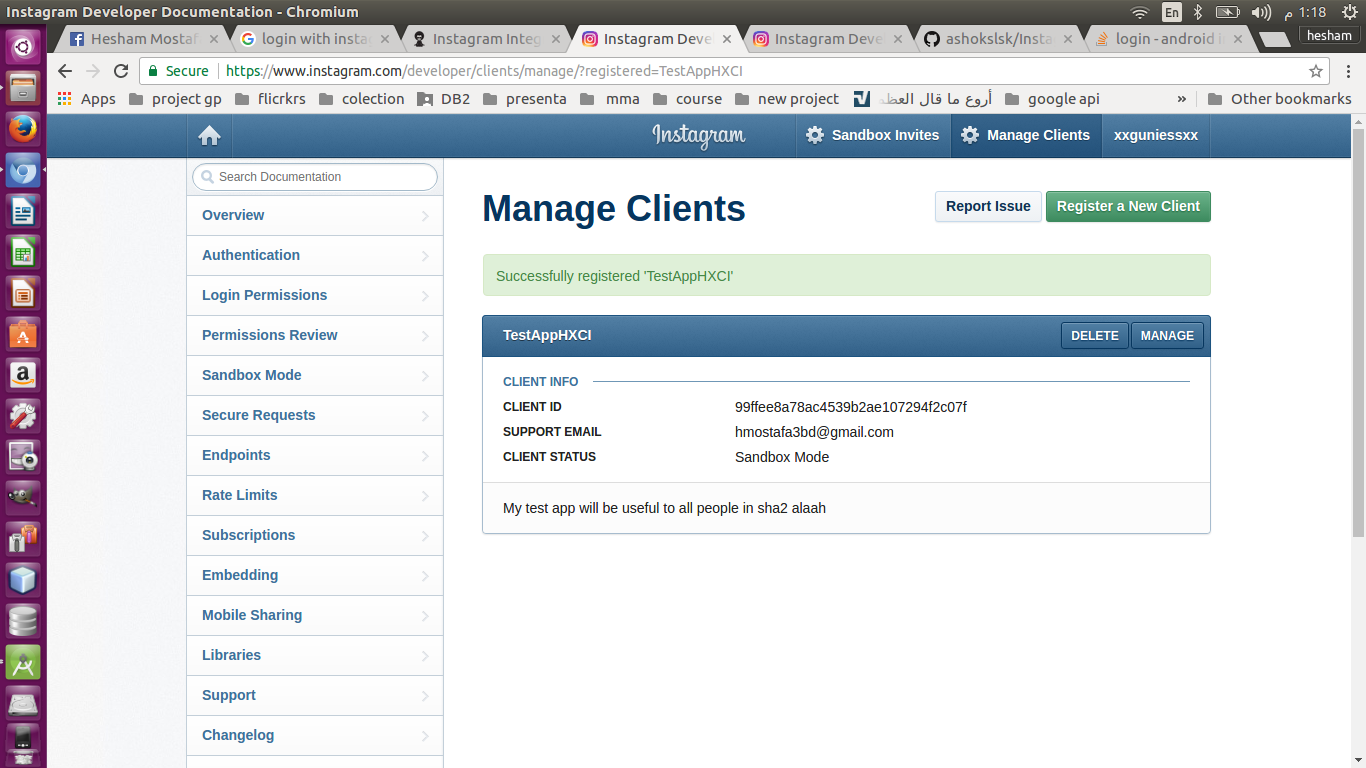 Instagram Developer Documentation - Chromium
En
1:18 م
Hesham Mostaf
login with insta
Instagram Integ
Instagram Deve
Instagram Deve
ashokslsk/Insta
login - android i
hesham
Secure
https://www.instagram.com/developer/clients/manage/?registered=TestAppHXCI
Apps
project gp
flicrkrs
colection
DB2
presenta
mma
course
new project
أروع ما قال العظـ
google api
»
Other bookmarks
Instagram
Sandbox Invites
Manage Clients
xxguniessxx
Search Documentation
Overview
Authentication
Login Permissions
Permissions Review
Sandbox Mode
Secure Requests
Endpoints
Rate Limits
Subscriptions
Embedding
Mobile Sharing
Libraries
Support
Changelog
Manage Clients
Report Issue
Register a New Client
Successfully registered 'TestAppHXCI'
TestAppHXCI
DELETE
MANAGE
CLIENT INFO
CLIENT ID 99ffee8a78ac4539b2ae107294f2c07f
SUPPORT EMAIL hmostafa3bd@gmail.com
CLIENT STATUS Sandbox Mode
My test app will be useful to all people in sha2 alaah